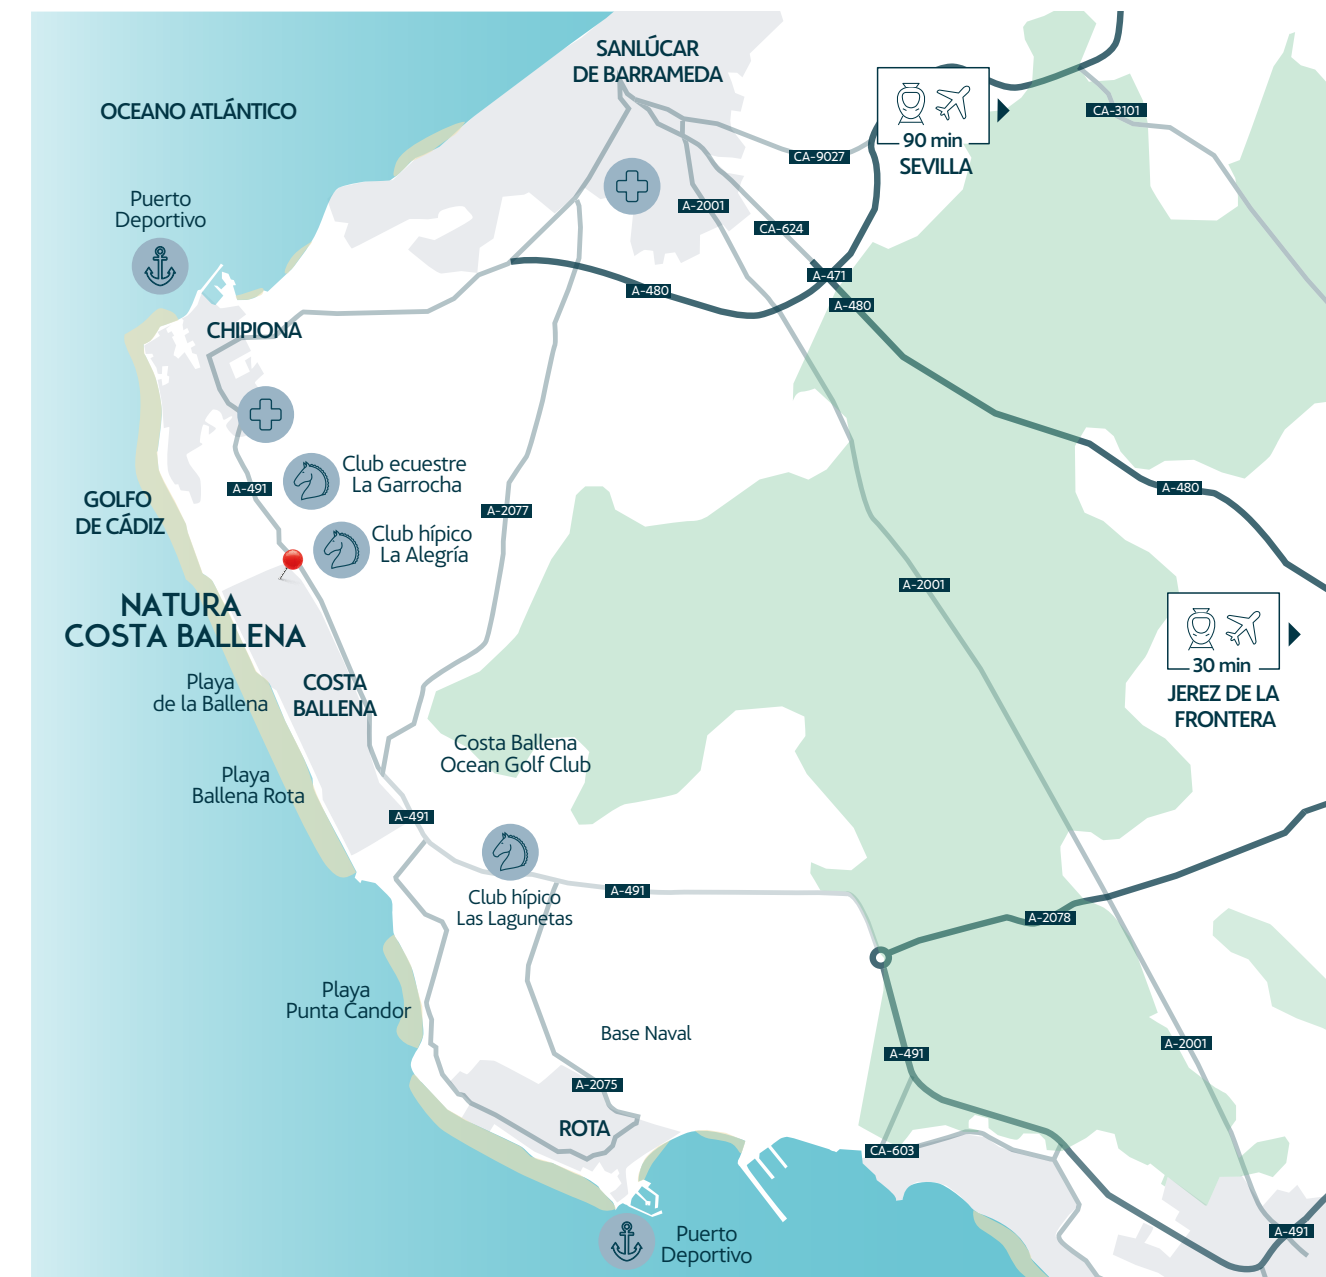 SANLÚCAR
DE BARRAMEDA
OCEANO ATLÁNTICO
CA-3101
90 min
SEVILLA
CA-9027
Puerto
Deportivo
A-2001
CA-624
A-471
A-480
A-480
CHIPIONA
Club ecuestre
La Garrocha
A-491
A-480
GOLFO
DE CÁDIZ
A-2077
Club hípico
La Alegría
A-2001
NATURA
COSTA BALLENA
30 min
JEREZ DE LA
FRONTERA
Playa
de la Ballena
COSTA
BALLENA
Costa Ballena
Ocean Golf Club
Playa
Ballena Rota
A-491
Club hípico
Las Lagunetas
A-491
A-2078
Playa
Punta Candor
Base Naval
A-491
A-2001
A-2075
ROTA
CA-603
Puerto
Deportivo
A-491